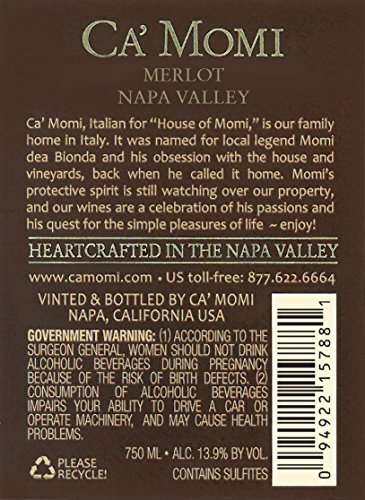 CA' MOMI
MERLOT
NAPA VALLEY
Ca' Momi, Italian for "House of Momi," is our family
home in Italy. It was named for local legend Momi
dea Bionda and his obsession with the house and
vineyards, back when he called it home. Momi's
protective spirit is still watching over our property,
and our wines are a celebration of his passions and
his quest for the simple pleasures of life ~ enjoy!
HEARTCRAFTED IN THE NAPA VALLEY
www.camomi.com • US toll-free: 877.622.6664
VINTED & BOTTLED BY CA' MOMI
NAPA, CALIFORNIA USA
GOVERNMENT WARNING: (1) ACCORDING TO THE
SURGEON GENERAL, WOMEN SHOULD NOT DRINK
ALCOHOLIC BEVERAGES DURING PREGNANCY
BECAUSE OF THE RISK OF BIRTH DEFECTS. (2)
CONSUMPTION OF ALCOHOLIC BEVERAGES
IMPAIRS YOUR ABILITY TO DRIVE A CAR OR
OPERATE MACHINERY, AND MAY CAUSE HEALTH
PROBLEMS.
PLEASE
RECYCLE!
750 ML • ALC. 13.9% BY VOL.
CONTAINS SULFITES
0 94922 15788 1